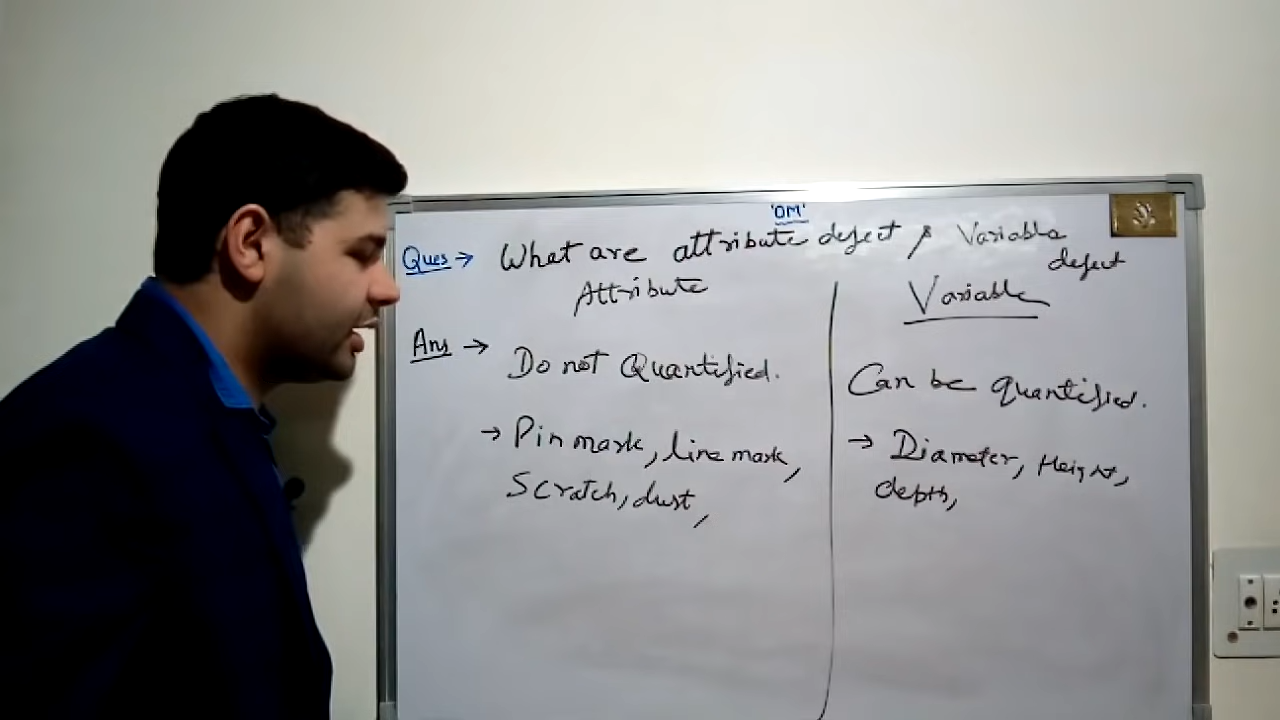 'OM'
Ques → What are attribute defect & Variable
defect
Attribute
Variable
Ans → Do not Quantified.
→ Pin mark, line mark,
Scratch, dust,
Can be quantified.
→ Diameter, Height,
depth,